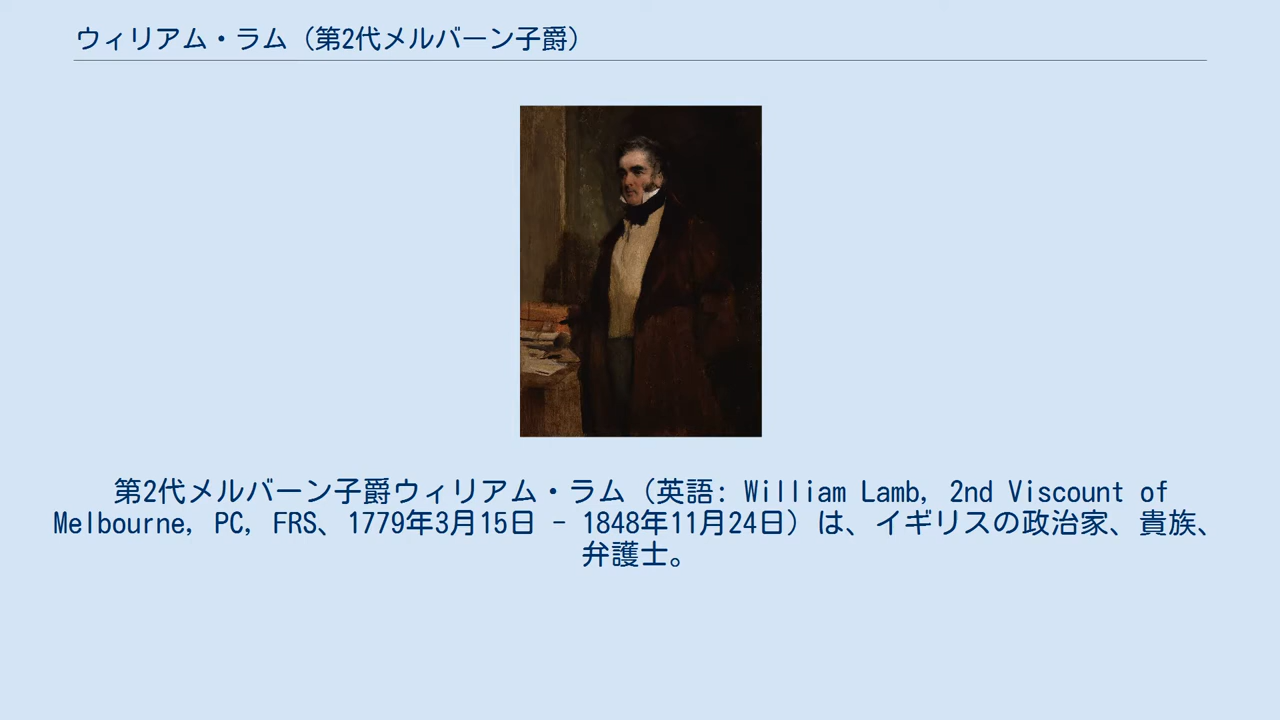 ウィリアム・ラム（第2代メルバーン子爵）
第2代メルバーン子爵ウィリアム・ラム（英語: William Lamb, 2nd Viscount of
Melbourne, PC, FRS、1779年3月15日 - 1848年11月24日）は、イギリスの政治家、貴族、
弁護士。